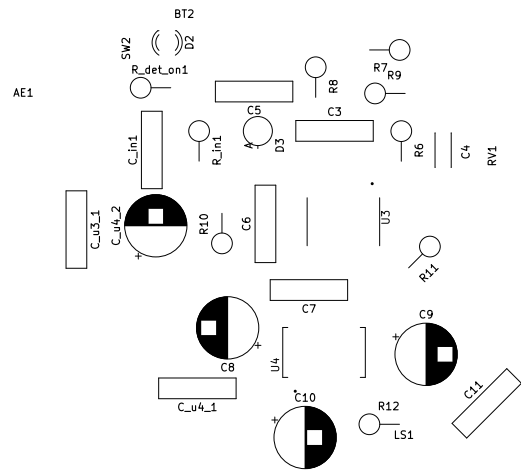 BT2
SW2
D2
R_det_on1
R7
R9
R8
AE1
C5
C3
C_in1
R_in1
A
D3
R6
C4
RV1
C_u3_1
C_u4_2
R10
C6
U3
+
R11
C7
C9
+
+
C8
U4
C_u4_1
C10
+
R12
LS1
C11